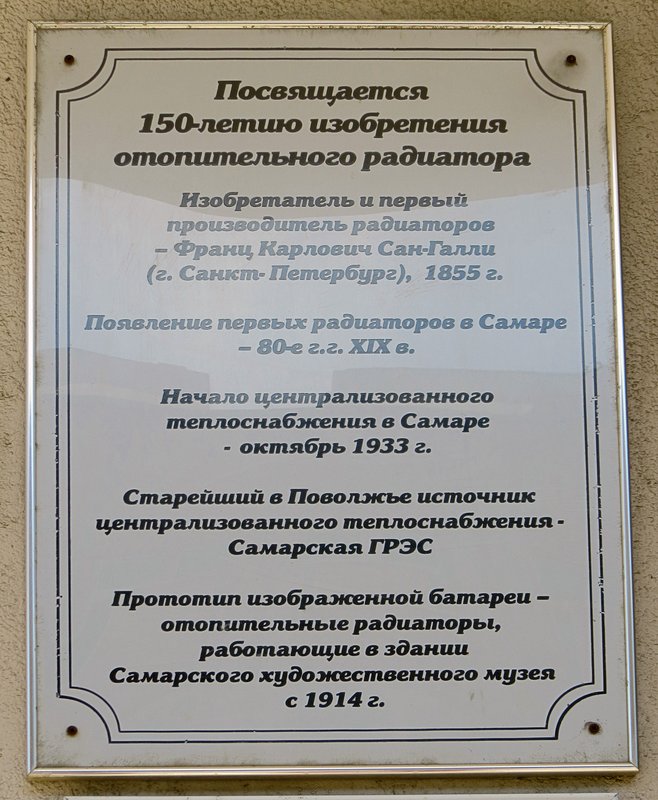 Посвящается
150-летию изобретения
отопительного радиатора
Изобретатель и первый
производитель радиаторов
– Франц Карлович Сан-Галли
(г. Санкт- Петербург), 1855 г.
Появление первых радиаторов в Самаре
– 80-е г.г. XIX в.
Начало централизованного
теплоснабжения в Самаре
- октябрь 1933 г.
Старейший в Поволжье источник
централизованного теплоснабжения -
Самарская ГРЭС
Прототип изображенной батареи –
отопительные радиаторы,
работающие в здании
Самарского художественного музея
с 1914 г.